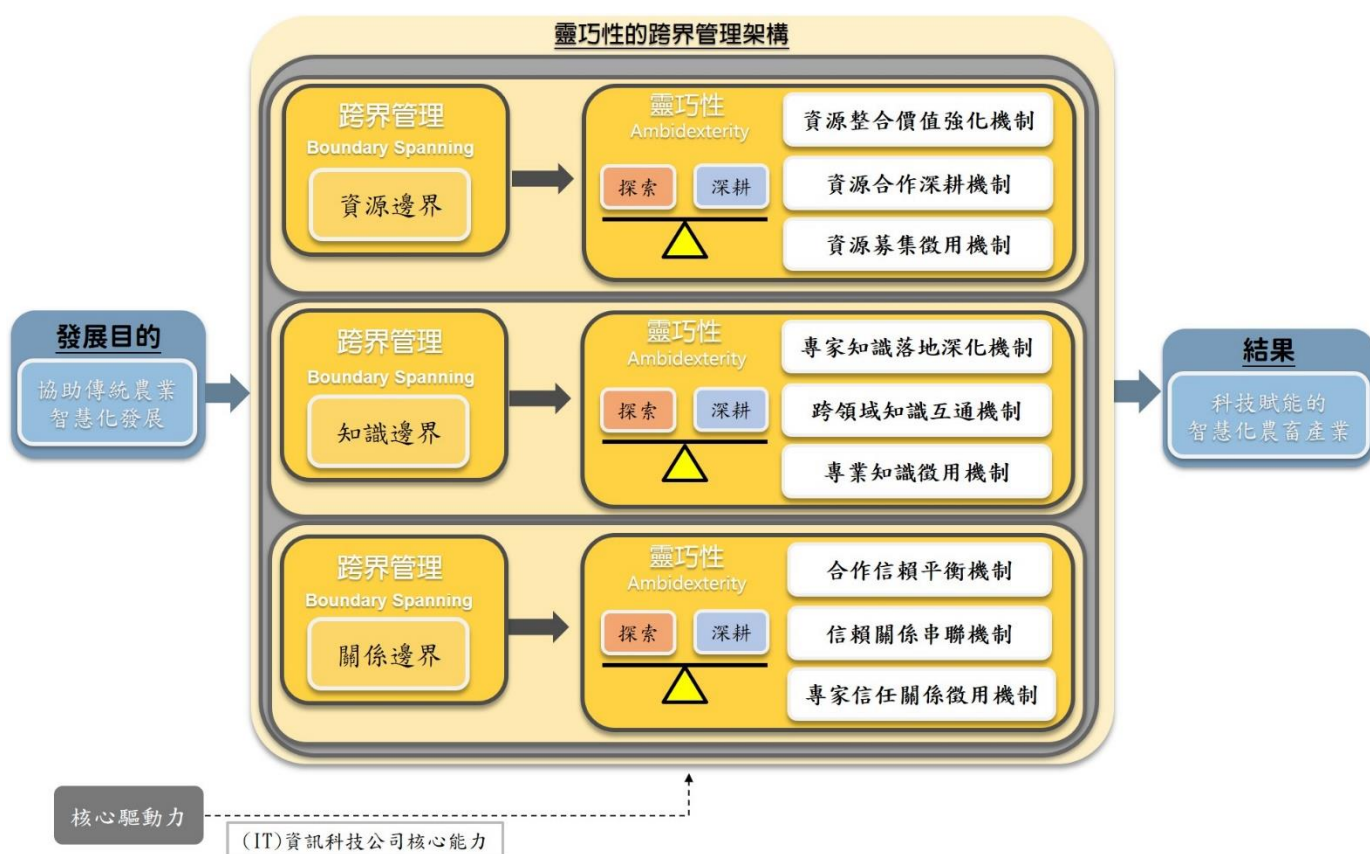 靈巧性的跨界管理架構
跨界管理
Boundary Spanning
資源邊界
靈巧性
Ambidexterity
探索
深耕
資源整合價值強化機制
資源合作深耕機制
資源募集徵用機制
發展目的
協助傳統農業
智慧化發展
跨界管理
Boundary Spanning
知識邊界
靈巧性
Ambidexterity
探索
深耕
專家知識落地深化機制
跨領域知識互通機制
專業知識徵用機制
結果
科技賦能的
智慧化農畜產業
跨界管理
Boundary Spanning
關係邊界
靈巧性
Ambidexterity
探索
深耕
合作信賴平衡機制
信賴關係串聯機制
專家信任關係徵用機制
核心驅動力
(IT)資訊科技公司核心能力